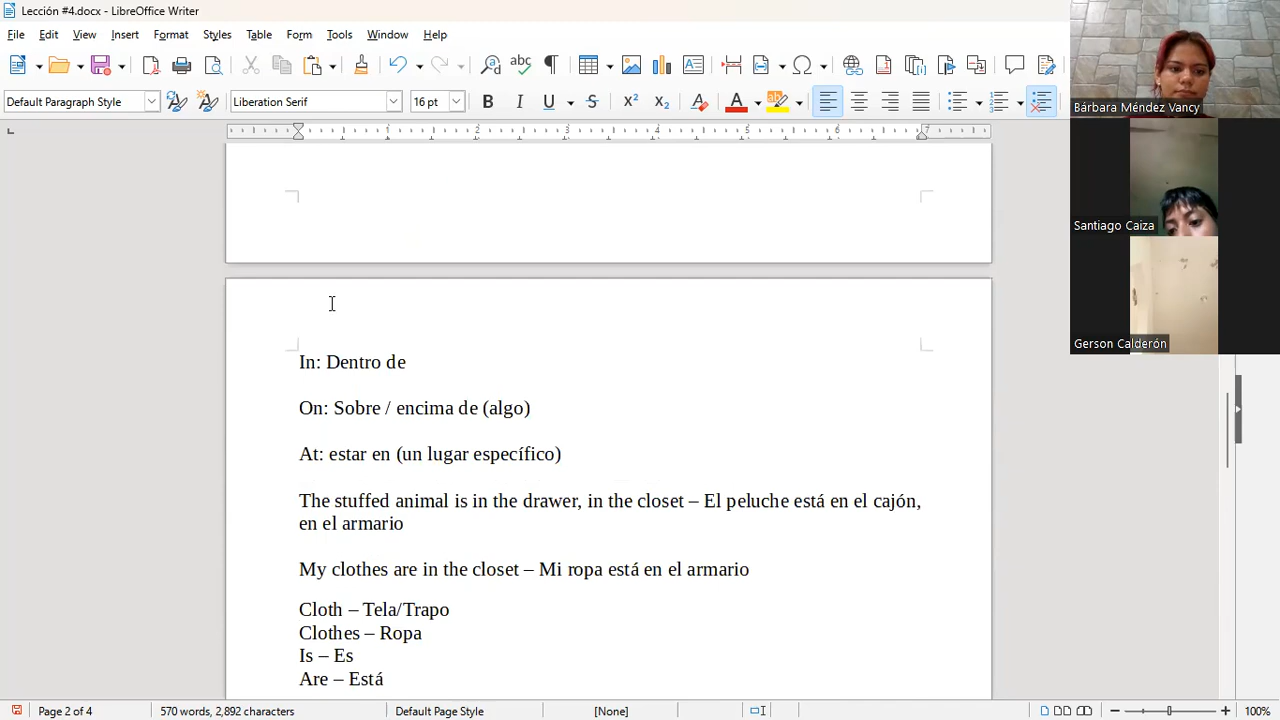 Lección #4.docx - LibreOffice Writer
File Edit View Insert Format Styles Table Form Tools Window Help
Default Paragraph Style Liberation Serif 16 pt
In: Dentro de
On: Sobre / encima de (algo)
At: estar en (un lugar específico)
The stuffed animal is in the drawer, in the closet – El peluche está en el cajón,
en el armario
My clothes are in the closet – Mi ropa está en el armario
Cloth – Tela/Trapo
Clothes – Ropa
Is – Es
Are – Está
Page 2 of 4 570 words, 2,892 characters Default Page Style [None] 100%
Bárbara Méndez Vancy
Santiago Caiza
Gerson Calderón